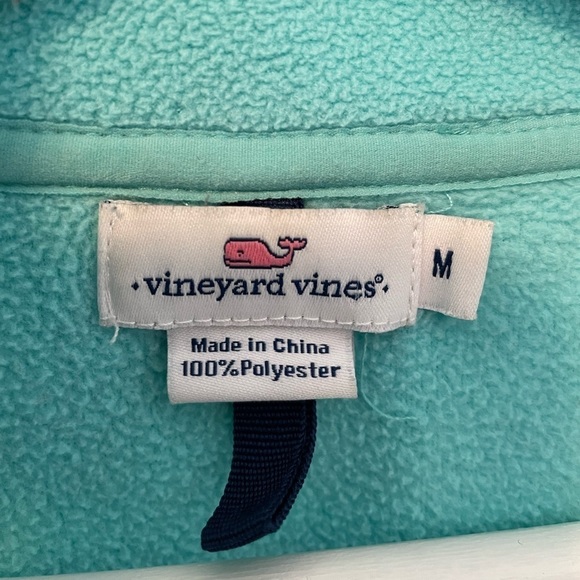 ·vineyard vines®·
M
Made in China
100%Polyester